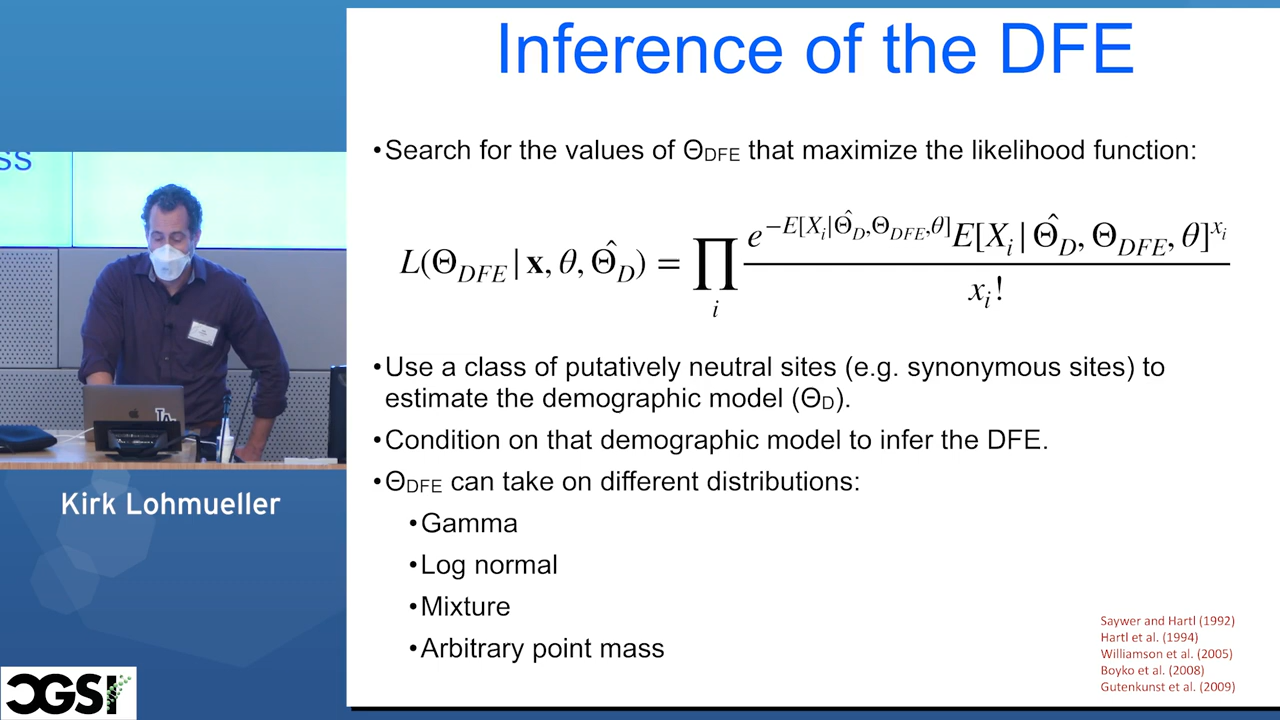 Inference of the DFE
•Search for the values of Θ_DFE that maximize the likelihood function:
L(Θ_DFE | x, θ, Θ̂_D) = ∏_i e^{−E[X_i|Θ̂_D,Θ_DFE,θ]} E[X_i | Θ̂_D, Θ_DFE, θ]^{x_i} / x_i!
•Use a class of putatively neutral sites (e.g. synonymous sites) to
estimate the demographic model (Θ_D).
•Condition on that demographic model to infer the DFE.
•Θ_DFE can take on different distributions:
•Gamma
•Log normal
•Mixture
•Arbitrary point mass
Saywer and Hartl (1992)
Hartl et al. (1994)
Williamson et al. (2005)
Boyko et al. (2008)
Gutenkunst et al. (2009)
ss
LA
Kirk Lohmueller
CGSI